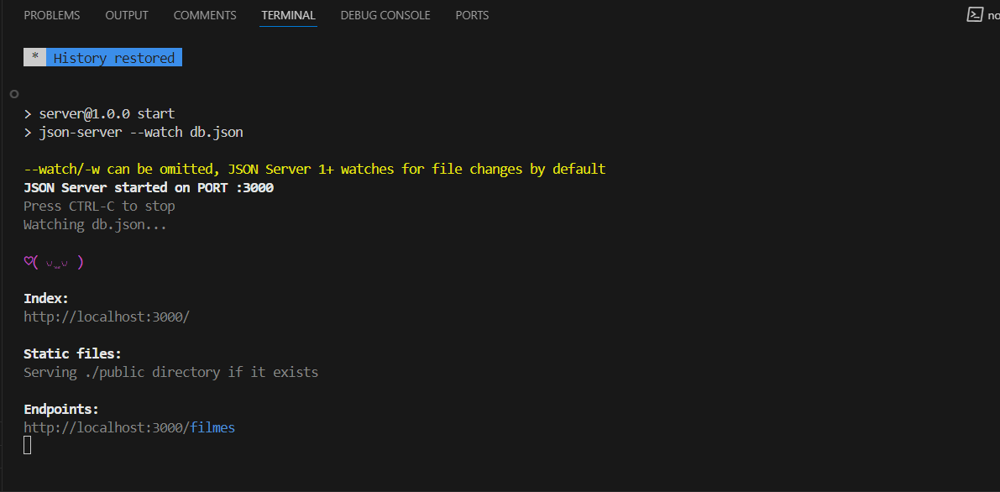 PROBLEMS OUTPUT COMMENTS TERMINAL DEBUG CONSOLE PORTS no
* History restored
> server@1.0.0 start
> json-server --watch db.json
--watch/-w can be omitted, JSON Server 1+ watches for file changes by default
JSON Server started on PORT :3000
Press CTRL-C to stop
Watching db.json...
♡( ◡‿◡ )
Index:
http://localhost:3000/
Static files:
Serving ./public directory if it exists
Endpoints:
http://localhost:3000/filmes